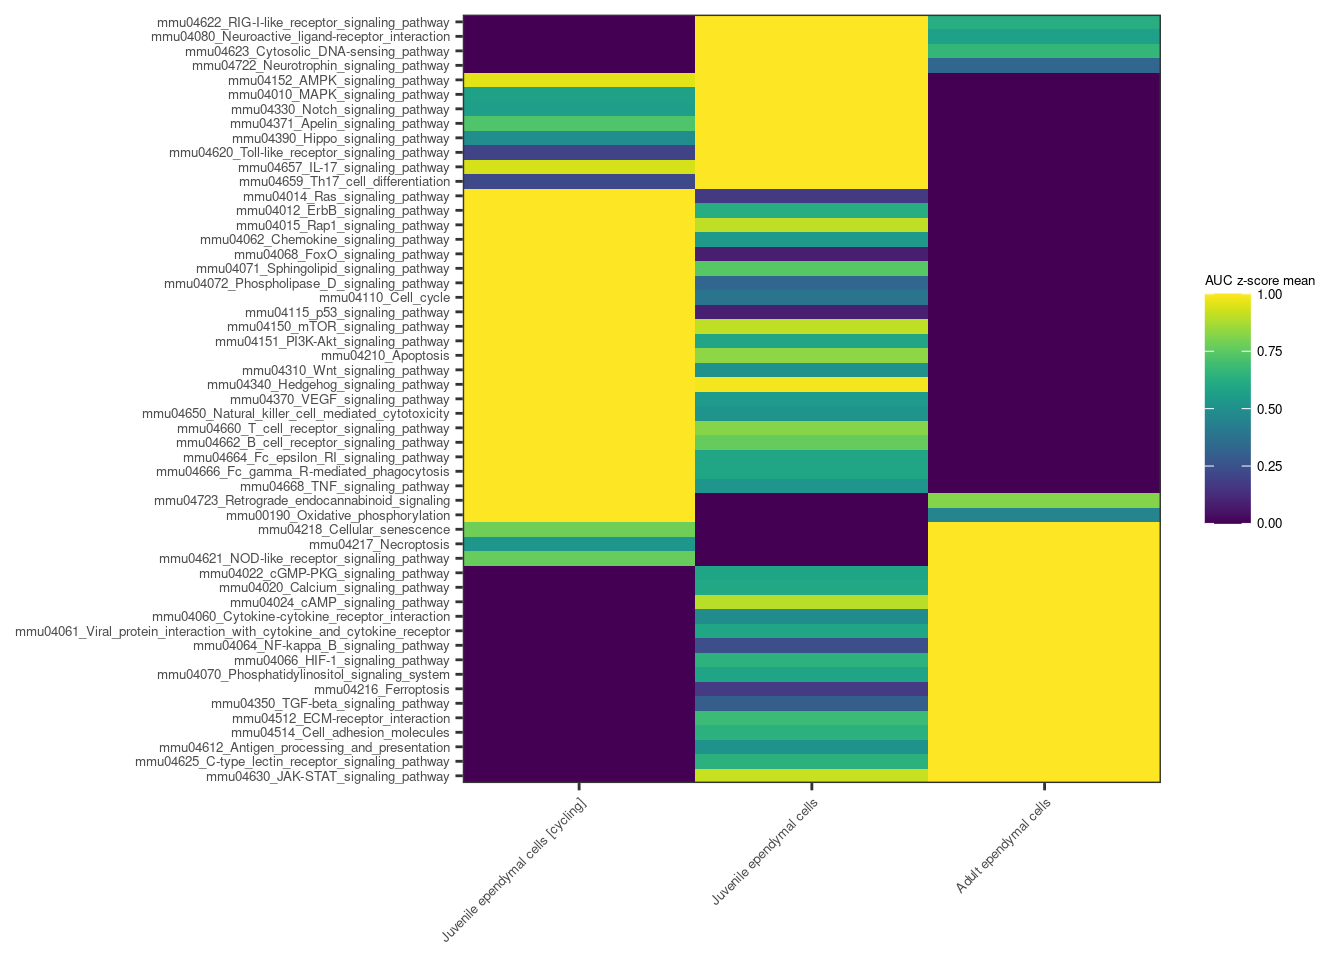 mmu04622_RIG-I-like_receptor_signaling_pathway
mmu04080_Neuroactive_ligand-receptor_interaction
mmu04623_Cytosolic_DNA-sensing_pathway
mmu04722_Neurotrophin_signaling_pathway
mmu04152_AMPK_signaling_pathway
mmu04010_MAPK_signaling_pathway
mmu04330_Notch_signaling_pathway
mmu04371_Apelin_signaling_pathway
mmu04390_Hippo_signaling_pathway
mmu04620_Toll-like_receptor_signaling_pathway
mmu04657_IL-17_signaling_pathway
mmu04659_Th17_cell_differentiation
mmu04014_Ras_signaling_pathway
mmu04012_ErbB_signaling_pathway
mmu04015_Rap1_signaling_pathway
mmu04062_Chemokine_signaling_pathway
mmu04068_FoxO_signaling_pathway
mmu04071_Sphingolipid_signaling_pathway
mmu04072_Phospholipase_D_signaling_pathway
mmu04110_Cell_cycle
mmu04115_p53_signaling_pathway
mmu04150_mTOR_signaling_pathway
mmu04151_PI3K-Akt_signaling_pathway
mmu04210_Apoptosis
mmu04310_Wnt_signaling_pathway
mmu04340_Hedgehog_signaling_pathway
mmu04370_VEGF_signaling_pathway
mmu04650_Natural_killer_cell_mediated_cytotoxicity
mmu04660_T_cell_receptor_signaling_pathway
mmu04662_B_cell_receptor_signaling_pathway
mmu04664_Fc_epsilon_RI_signaling_pathway
mmu04666_Fc_gamma_R-mediated_phagocytosis
mmu04668_TNF_signaling_pathway
mmu04723_Retrograde_endocannabinoid_signaling
mmu00190_Oxidative_phosphorylation
mmu04218_Cellular_senescence
mmu04217_Necroptosis
mmu04621_NOD-like_receptor_signaling_pathway
mmu04022_cGMP-PKG_signaling_pathway
mmu04020_Calcium_signaling_pathway
mmu04024_cAMP_signaling_pathway
mmu04060_Cytokine-cytokine_receptor_interaction
mmu04061_Viral_protein_interaction_with_cytokine_and_cytokine_receptor
mmu04064_NF-kappa_B_signaling_pathway
mmu04066_HIF-1_signaling_pathway
mmu04070_Phosphatidylinositol_signaling_system
mmu04216_Ferroptosis
mmu04350_TGF-beta_signaling_pathway
mmu04512_ECM-receptor_interaction
mmu04514_Cell_adhesion_molecules
mmu04612_Antigen_processing_and_presentation
mmu04625_C-type_lectin_receptor_signaling_pathway
mmu04630_JAK-STAT_signaling_pathway
Juvenile ependymal cells [cycling]
Juvenile ependymal cells
Adult ependymal cells
AUC z-score mean
1.00
0.75
0.50
0.25
0.00